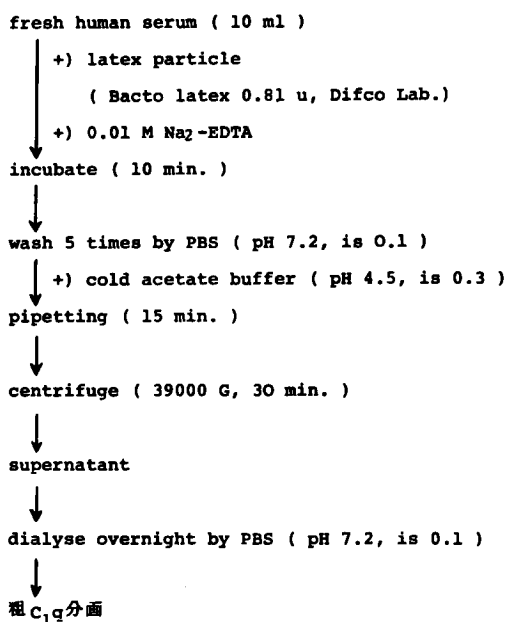 fresh human serum ( 10 ml )
+) latex particle
( Bacto latex 0.81 u, Difco Lab.)
+) 0.01 M Na2-EDTA
incubate ( 10 min. )
wash 5 times by PBS ( pH 7.2, is 0.1 )
+) cold acetate buffer ( pH 4.5, is 0.3 )
pipetting ( 15 min. )
centrifuge ( 39000 G, 30 min. )
supernatant
dialyse overnight by PBS ( pH 7.2, is 0.1 )
粗C1q分画